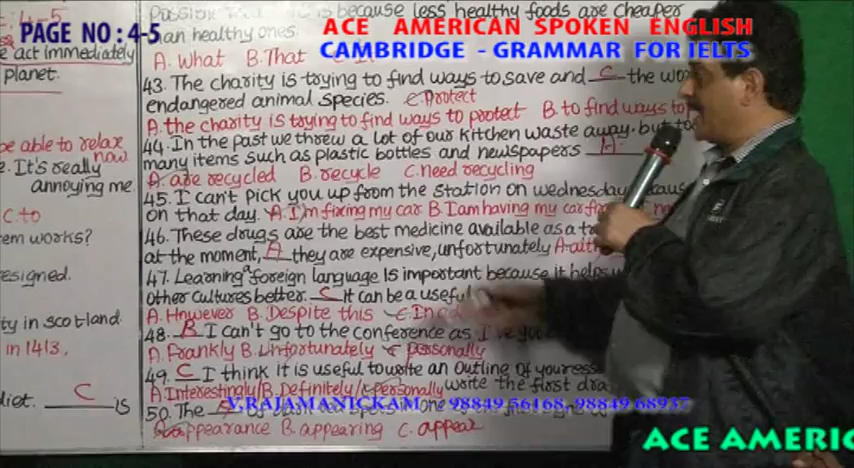 PAGE NO : 4-5
ACE AMERICAN SPOKEN ENGLISH
CAMBRIDGE - GRAMMAR FOR IELTS
act immediately
planet.
be able to relax
now
It's really
annoying me
C. to
tem works?
esigned.
ty in scotland
in 1413.
diet. C is
is because less healthy foods are cheaper
an healthy ones.
A. What B. That
43. The charity is trying to find ways to save and C the wor
endangered animal species. C. Protect
A. the charity is trying to find ways to protect B. to find ways to
44. In the past we threw a lot of our kitchen waste away. but to
many items such as plastic bottles and newspapers A.
A. are recycled B. recycle C. need recycling
45. I can't pick you up from the station on wednesday
on that day. A. I'm fixing my car B. I am having my car
46. These drugs are the best medicine available as a
at the moment, A they are expensive, unfortunately
47. Learning a foreign language is important because it helps
other cultures better. C it can be a useful
A. However B. Despite this C. In
48. B I can't go to the conference as I've
A. Frankly B. Unfortunately C personally
49. C I think it is useful to write an outline of your
A Interestingly/B. Definitely/C. personally write the first dra
50. The
V.RAJAMANICKAM - 98849 56168, 98849 68937
appearance B. appearing C. appear
ACE AMERIC